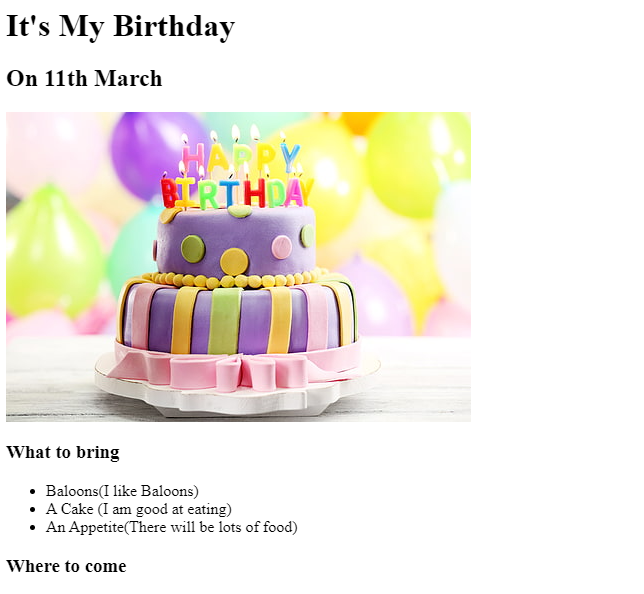 It's My Birthday
On 11th March
HAPPY
BIRTHDAY
What to bring
Baloons(I like Baloons)
A Cake (I am good at eating)
An Appetite(There will be lots of food)
Where to come